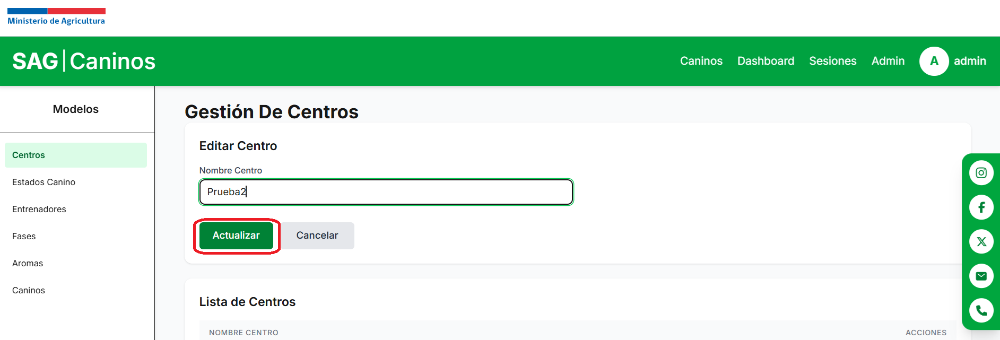 Ministerio de Agricultura
SAG|Caninos
Caninos
Dashboard
Sesiones
Admin
A
admin
Modelos
Centros
Estados Canino
Entrenadores
Fases
Aromas
Caninos
Gestión De Centros
Editar Centro
Nombre Centro
Prueba2
Actualizar
Cancelar
Lista de Centros
NOMBRE CENTRO
ACCIONES